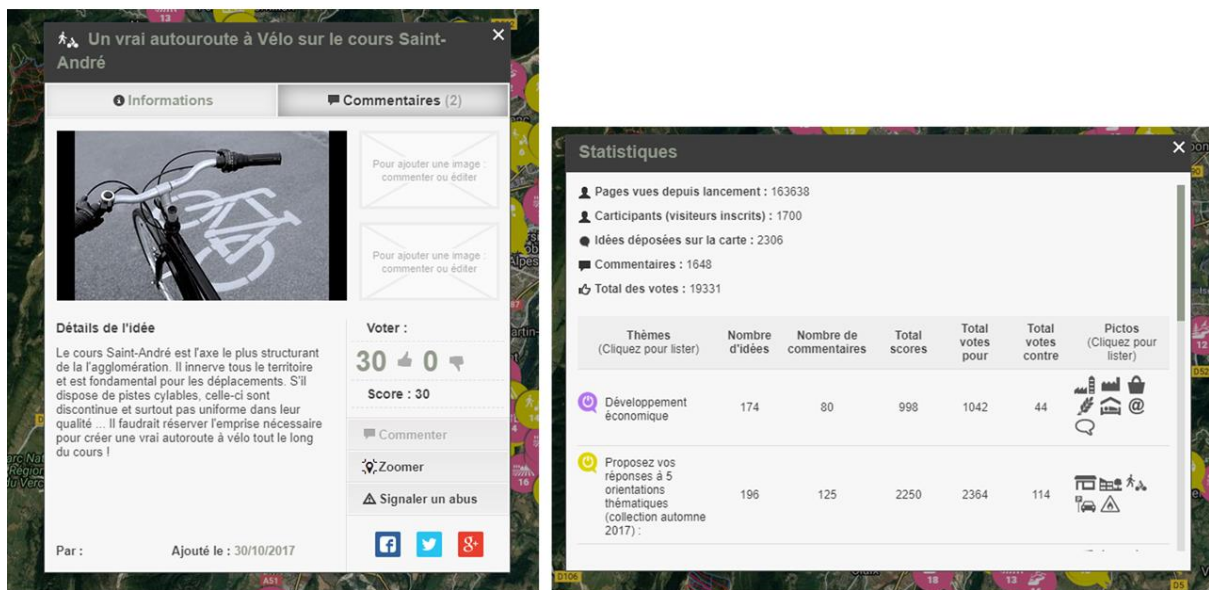 Un vrai autouroute à Vélo sur le cours Saint-
André
Informations
Commentaires (2)
Pour ajouter une image :
commenter ou éditer
Pour ajouter une image :
commenter ou éditer
Détails de l'idée
Le cours Saint-André est l'axe le plus structurant
de la l'agglomération. Il innerve tous le territoire
et est fondamental pour les déplacements. S'il
dispose de pistes cylables, celle-ci sont
discontinue et surtout pas uniforme dans leur
qualité ... Il faudrait réserver l'emprise nécessaire
pour créer une vrai autoroute à vélo tout le long
du cours !
Par :
Ajouté le : 30/10/2017
Voter :
30 0
Score : 30
Commenter
Zoomer
Signaler un abus
A51
Statistiques
Pages vues depuis lancement : 163638
Carticipants (visiteurs inscrits) : 1700
Idées déposées sur la carte : 2306
Commentaires : 1648
Total des votes : 19331
Thèmes
(Cliquez pour lister)
Nombre
d'idées
Nombre de
commentaires
Total
scores
Total
votes
pour
Total
votes
contre
Pictos
(Cliquez pour
lister)
Développement
économique
174
80
998
1042
44
Proposez vos
réponses à 5
orientations
thématiques
(collection automne
2017) :
196
125
2250
2364
114
D106
18
13
D5